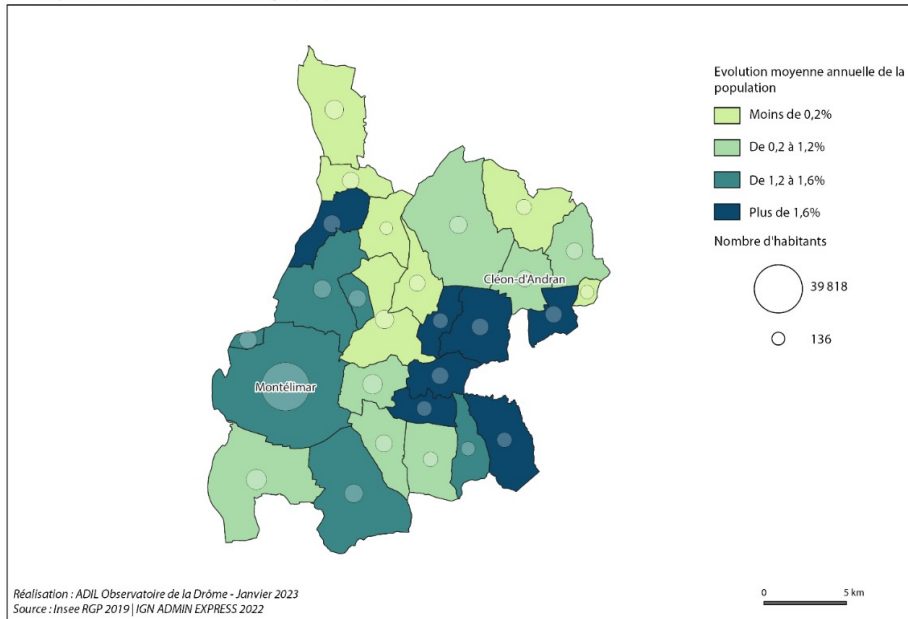 Evolution moyenne annuelle de la
population
Moins de 0,2%
De 0,2 à 1,2%
De 1,2 à 1,6%
Plus de 1,6%
Nombre d'habitants
39 818
136
Cléon-d'Andran
Montélimar
Réalisation : ADIL Observatoire de la Drôme - Janvier 2023
Source : Insee RGP 2019 | IGN ADMIN EXPRESS 2022
0 5 km